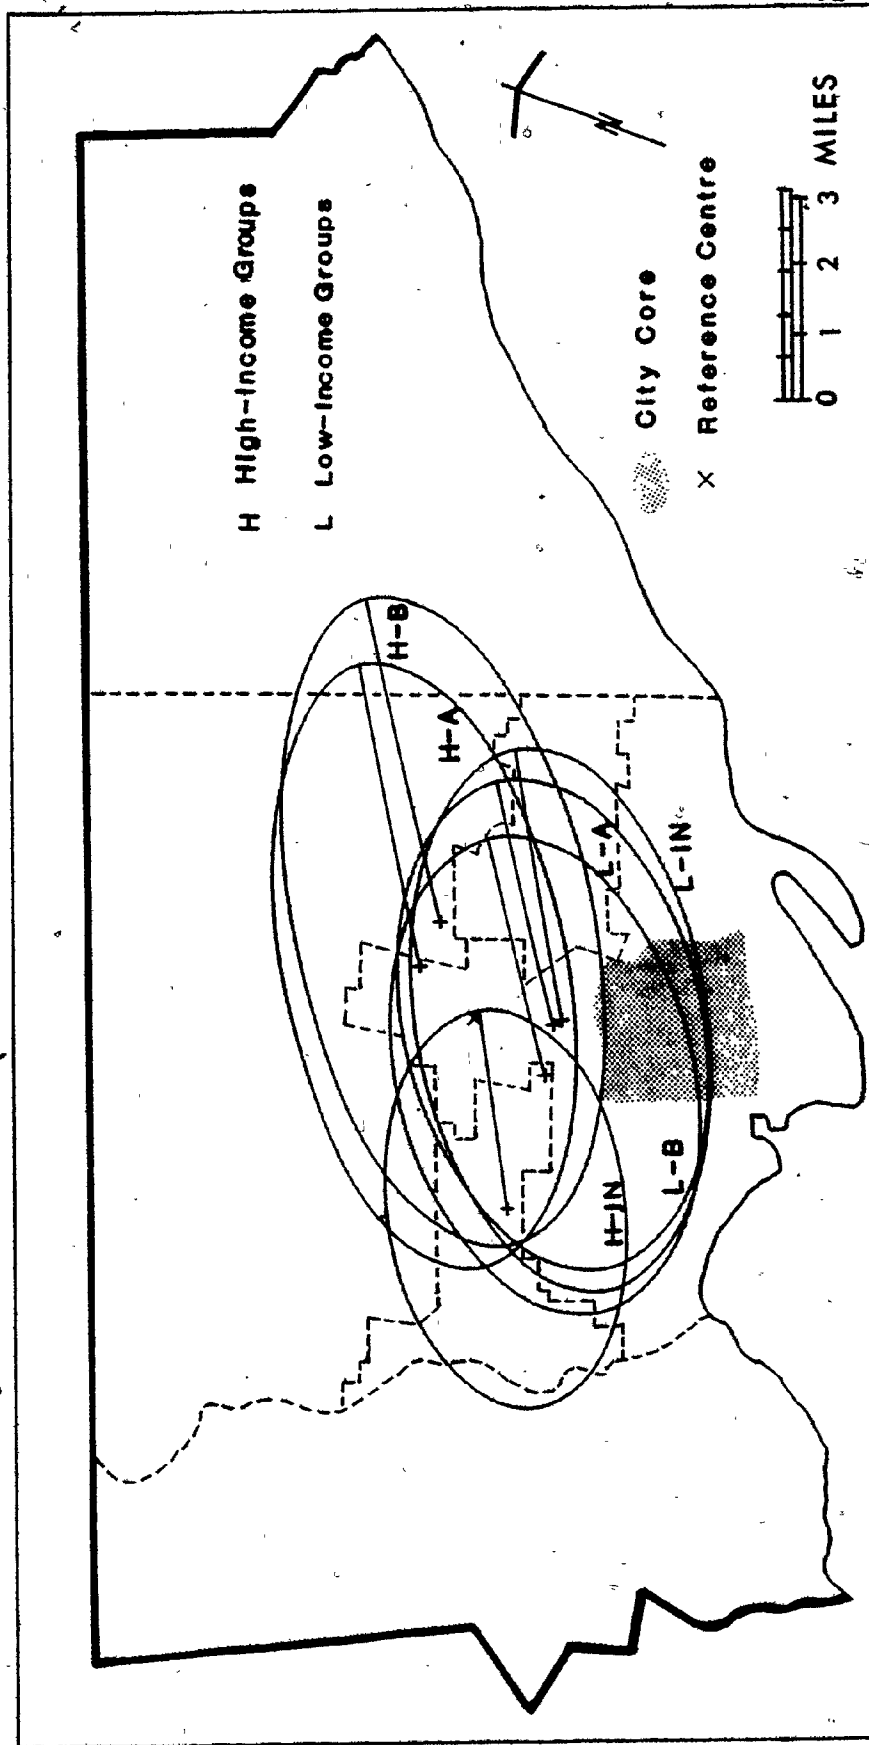 H High-Income Groups
L Low-Income Groups
City Core
× Reference Centre
0 1 2 3 MILES
N
H-B
H-A
L-A
L-IN
L-B
H-IN